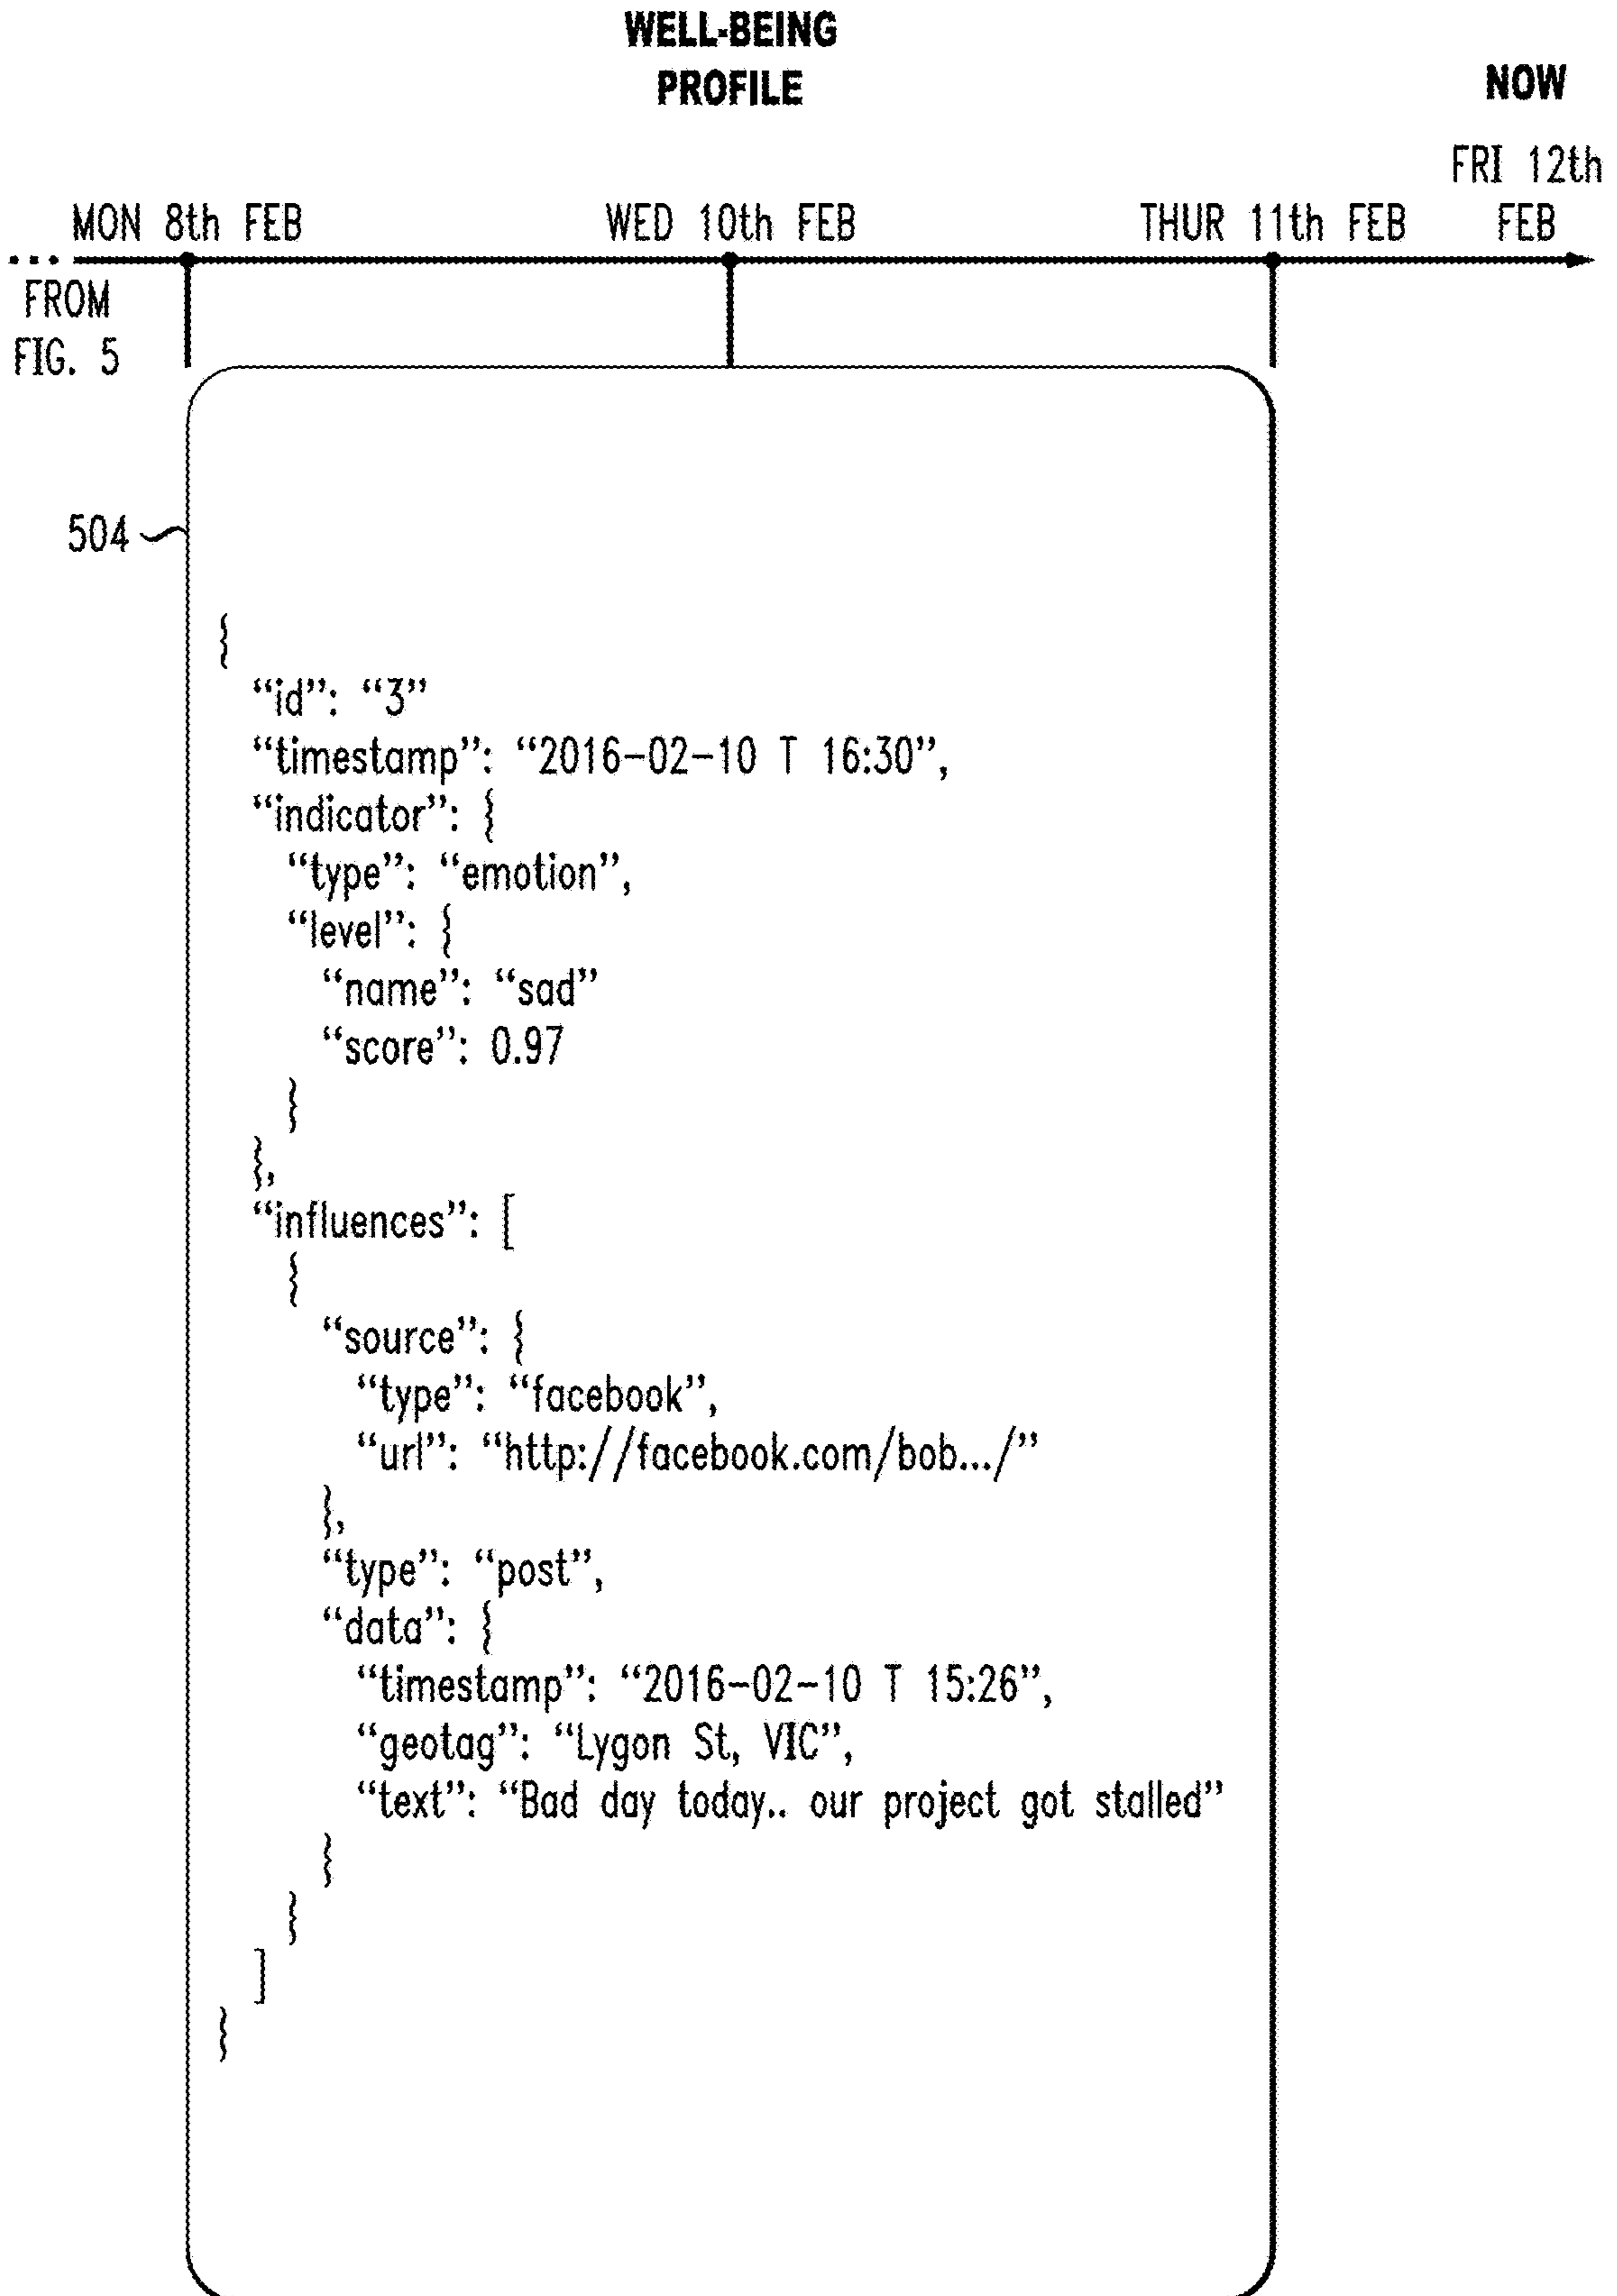 WELL-BEING
PROFILE
NOW
FRI 12th
MON 8th FEB WED 10th FEB THUR 11th FEB FEB
...
FROM
FIG. 5
504
{
“id”: “3”
“timestamp”: “2016-02-10 T 16:30”,
“indicator”: {
“type”: “emotion”,
“level”: {
“name”: “sad”
“score”: 0.97
}
},
“influences”: [
{
“source”: {
“type”: “facebook”,
“url”: “http://facebook.com/bob.../”
},
“type”: “post”,
“data”: {
“timestamp”: “2016-02-10 T 15:26”,
“geotag”: “Lygon St, VIC”,
“text”: “Bad day today.. our project got stalled”
}
}
]
}